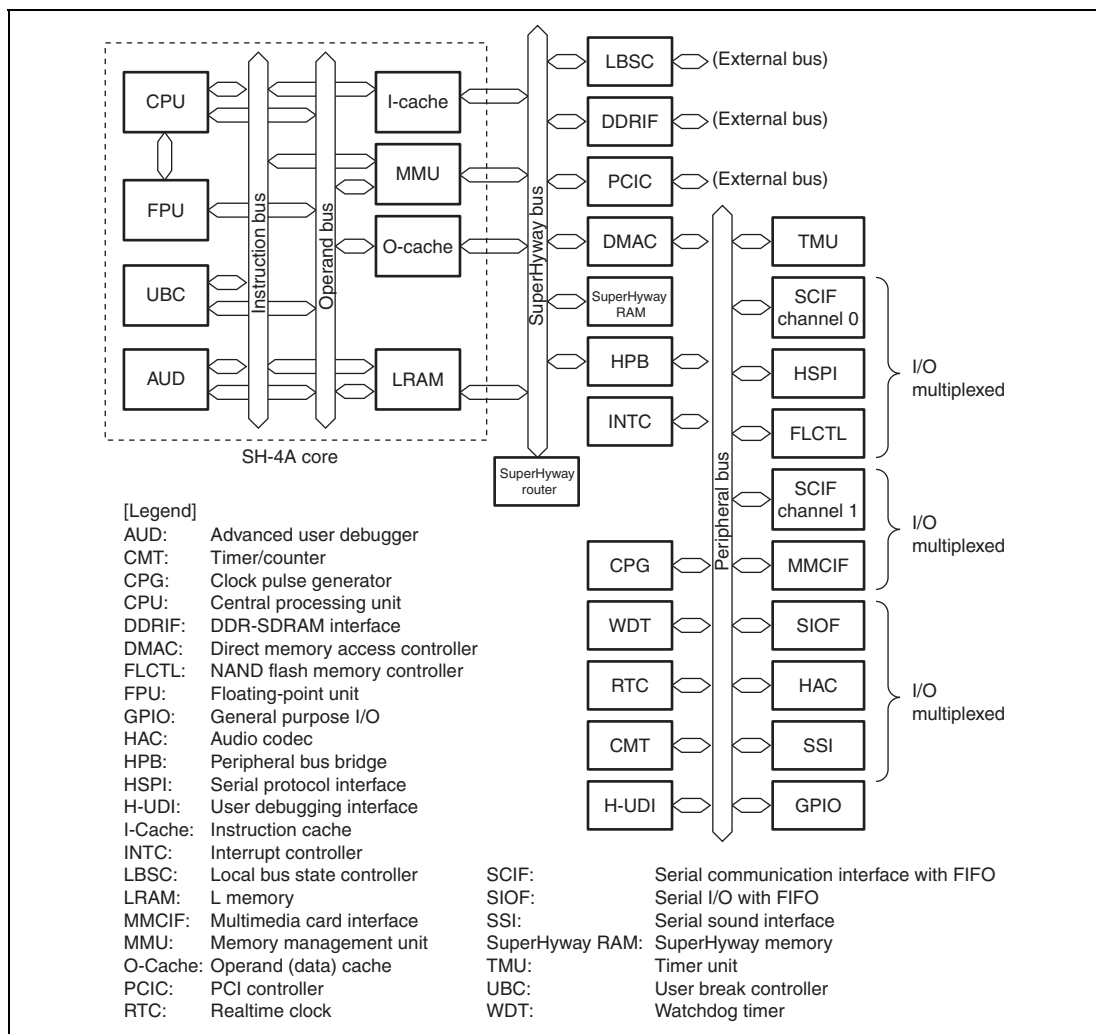 CPU
FPU
UBC
AUD
Instruction bus
Operand bus
I-cache
MMU
O-cache
LRAM
SH-4A core
SuperHyway bus
SuperHyway
router
LBSC
(External bus)
DDRIF
(External bus)
PCIC
(External bus)
DMAC
SuperHyway
RAM
HPB
INTC
Peripheral bus
CPG
WDT
RTC
CMT
H-UDI
TMU
SCIF
channel 0
HSPI
FLCTL
I/O
multiplexed
SCIF
channel 1
MMCIF
I/O
multiplexed
SIOF
HAC
SSI
I/O
multiplexed
GPIO
[Legend]
AUD: Advanced user debugger
CMT: Timer/counter
CPG: Clock pulse generator
CPU: Central processing unit
DDRIF: DDR-SDRAM interface
DMAC: Direct memory access controller
FLCTL: NAND flash memory controller
FPU: Floating-point unit
GPIO: General purpose I/O
HAC: Audio codec
HPB: Peripheral bus bridge
HSPI: Serial protocol interface
H-UDI: User debugging interface
I-Cache: Instruction cache
INTC: Interrupt controller
LBSC: Local bus state controller
LRAM: L memory
MMCIF: Multimedia card interface
MMU: Memory management unit
O-Cache: Operand (data) cache
PCIC: PCI controller
RTC: Realtime clock
SCIF: Serial communication interface with FIFO
SIOF: Serial I/O with FIFO
SSI: Serial sound interface
SuperHyway RAM: SuperHyway memory
TMU: Timer unit
UBC: User break controller
WDT: Watchdog timer